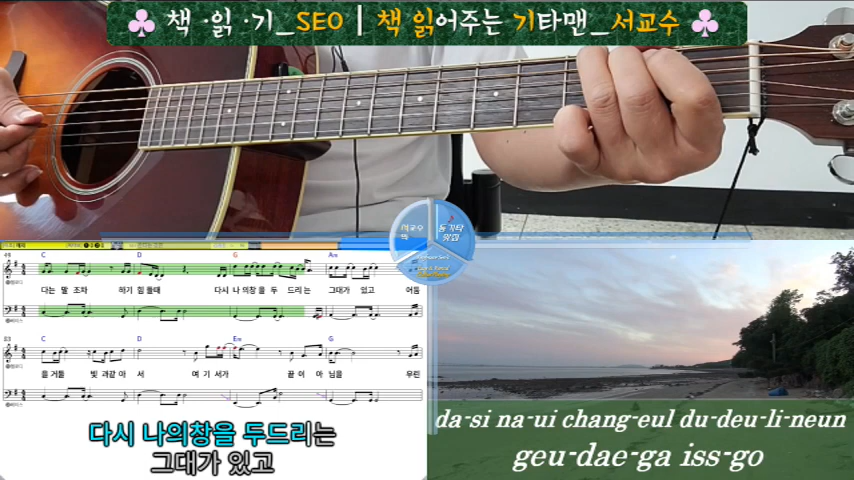 ♣ 책 ·읽 ·기_SEO | 책 읽어주는 기타맨_서교수 ♣
C D G Am
다는 말 조차 하기 힘 들때 다시 나 의창 을 두 드리 는 그대가 있 고 어둠
C D Em G
을 거둘 빛 과같 아 서 여 기 서가 끝 이 아 님을 우린
다시 나의창을 두드리는
그대가 있고
da-si na-ui chang-eul du-deu-li-neun
geu-dae-ga iss-go